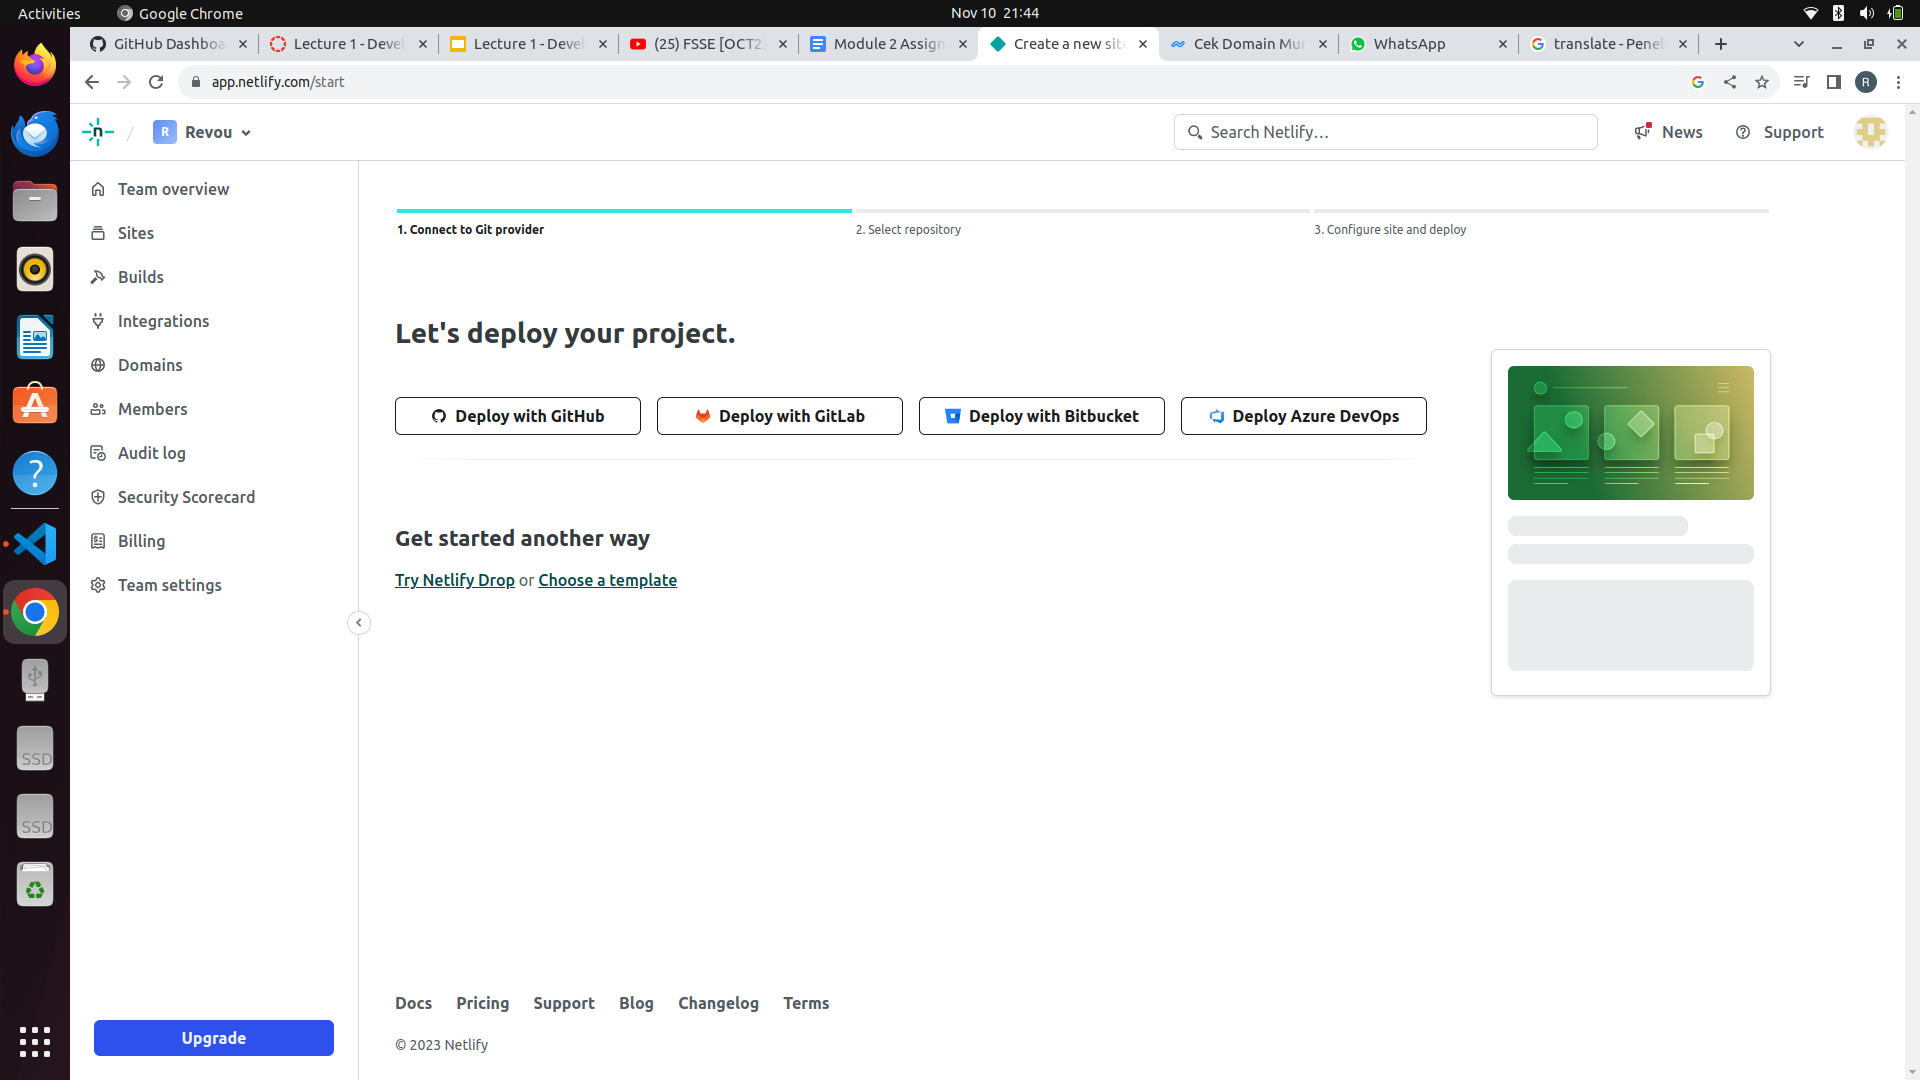 Activities
Google Chrome
Nov 10 21:44
GitHub Dashboa
Lecture 1 - Devel
Lecture 1 - Devel
(25) FSSE [OCT23
Module 2 Assign
Create a new site
Cek Domain Mur
WhatsApp
translate - Penel
app.netlify.com/start
R
R
Revou
Search Netlify...
News
Support
Team overview
Sites
Builds
Integrations
Domains
Members
Audit log
Security Scorecard
Billing
Team settings
Upgrade
1. Connect to Git provider
2. Select repository
3. Configure site and deploy
Let's deploy your project.
Deploy with GitHub
Deploy with GitLab
Deploy with Bitbucket
Deploy Azure DevOps
Get started another way
Try Netlify Drop or Choose a template
SSD
SSD
Docs Pricing Support Blog Changelog Terms
© 2023 Netlify